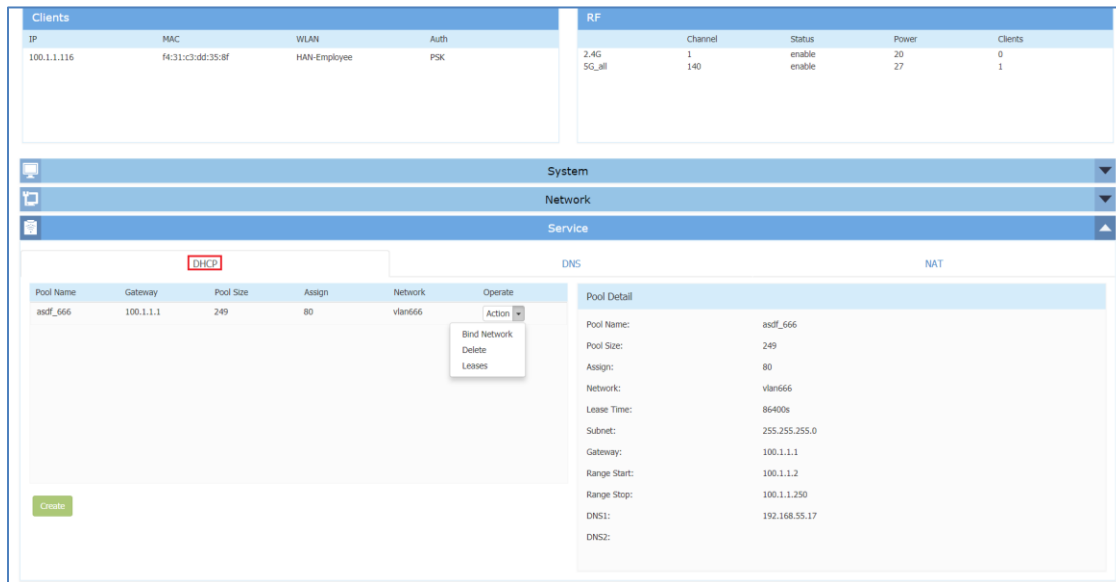 Clients
IP MAC WLAN Auth
100.1.1.116 f4:31:c3:dd:35:8f HAN-Employee PSK
RF
Channel Status Power Clients
2.4G 1 enable 20 0
5G_all 140 enable 27 1
System
Network
Service
DHCP DNS NAT
Pool Name Gateway Pool Size Assign Network Operate
asdf_666 100.1.1.1 249 80 vlan666 Action
Bind Network
Delete
Leases
Create
Pool Detail
Pool Name: asdf_666
Pool Size: 249
Assign: 80
Network: vlan666
Lease Time: 86400s
Subnet: 255.255.255.0
Gateway: 100.1.1.1
Range Start: 100.1.1.2
Range Stop: 100.1.1.250
DNS1: 192.168.55.17
DNS2: